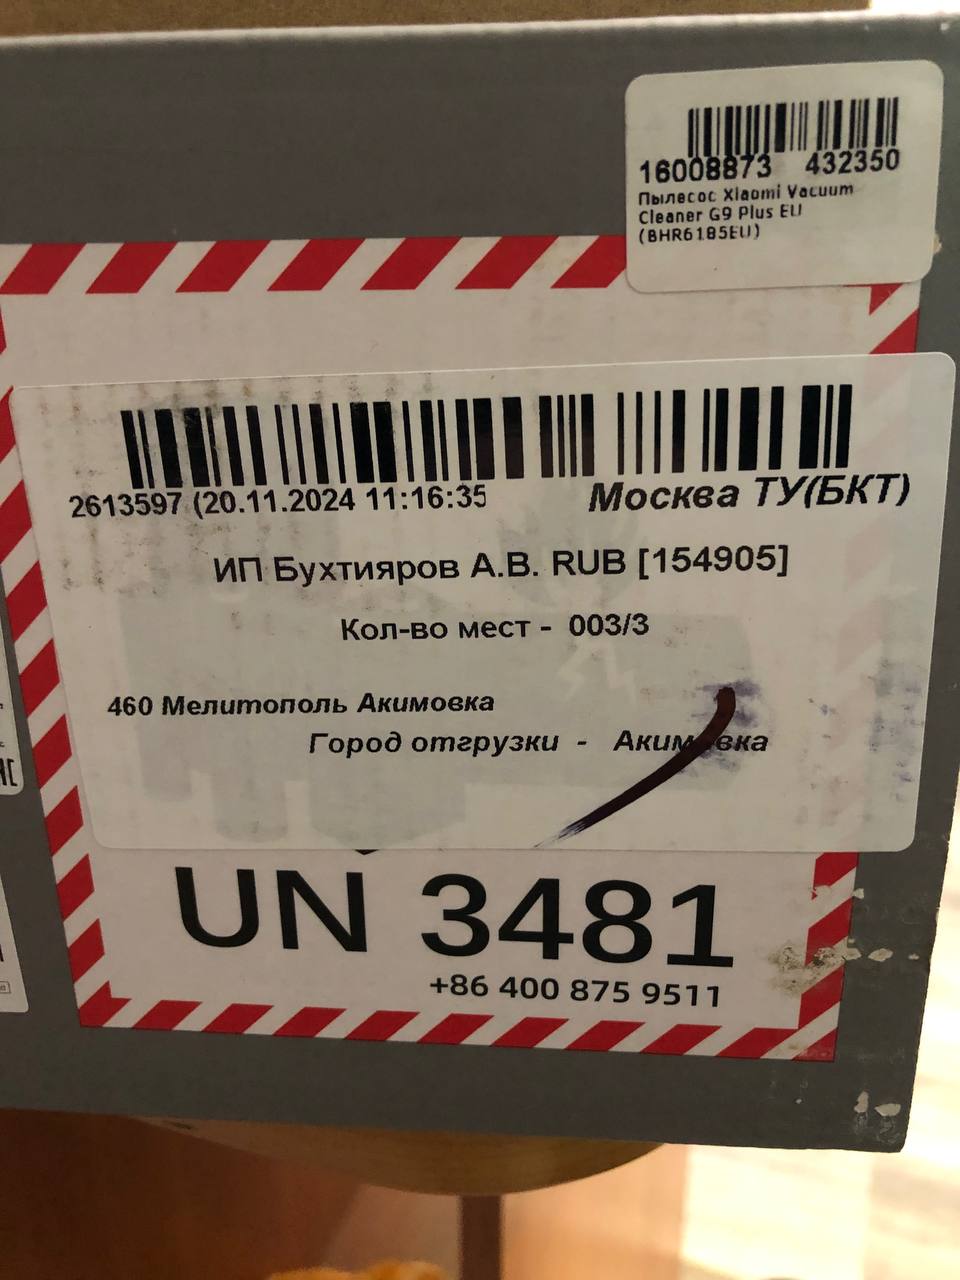 16008873 432350
Пылесос Xiaomi Vacuum
Cleaner G9 Plus EU
(BHR6185EU)
2613597 (20.11.2024 11:16:35
Москва ТУ(БКТ)
ИП Бухтияров А.В. RUB [154905]
Кол-во мест - 003/3
460 Мелитополь Акимовка
Город отгрузки - Акимовка
UN 3481
+86 400 875 9511